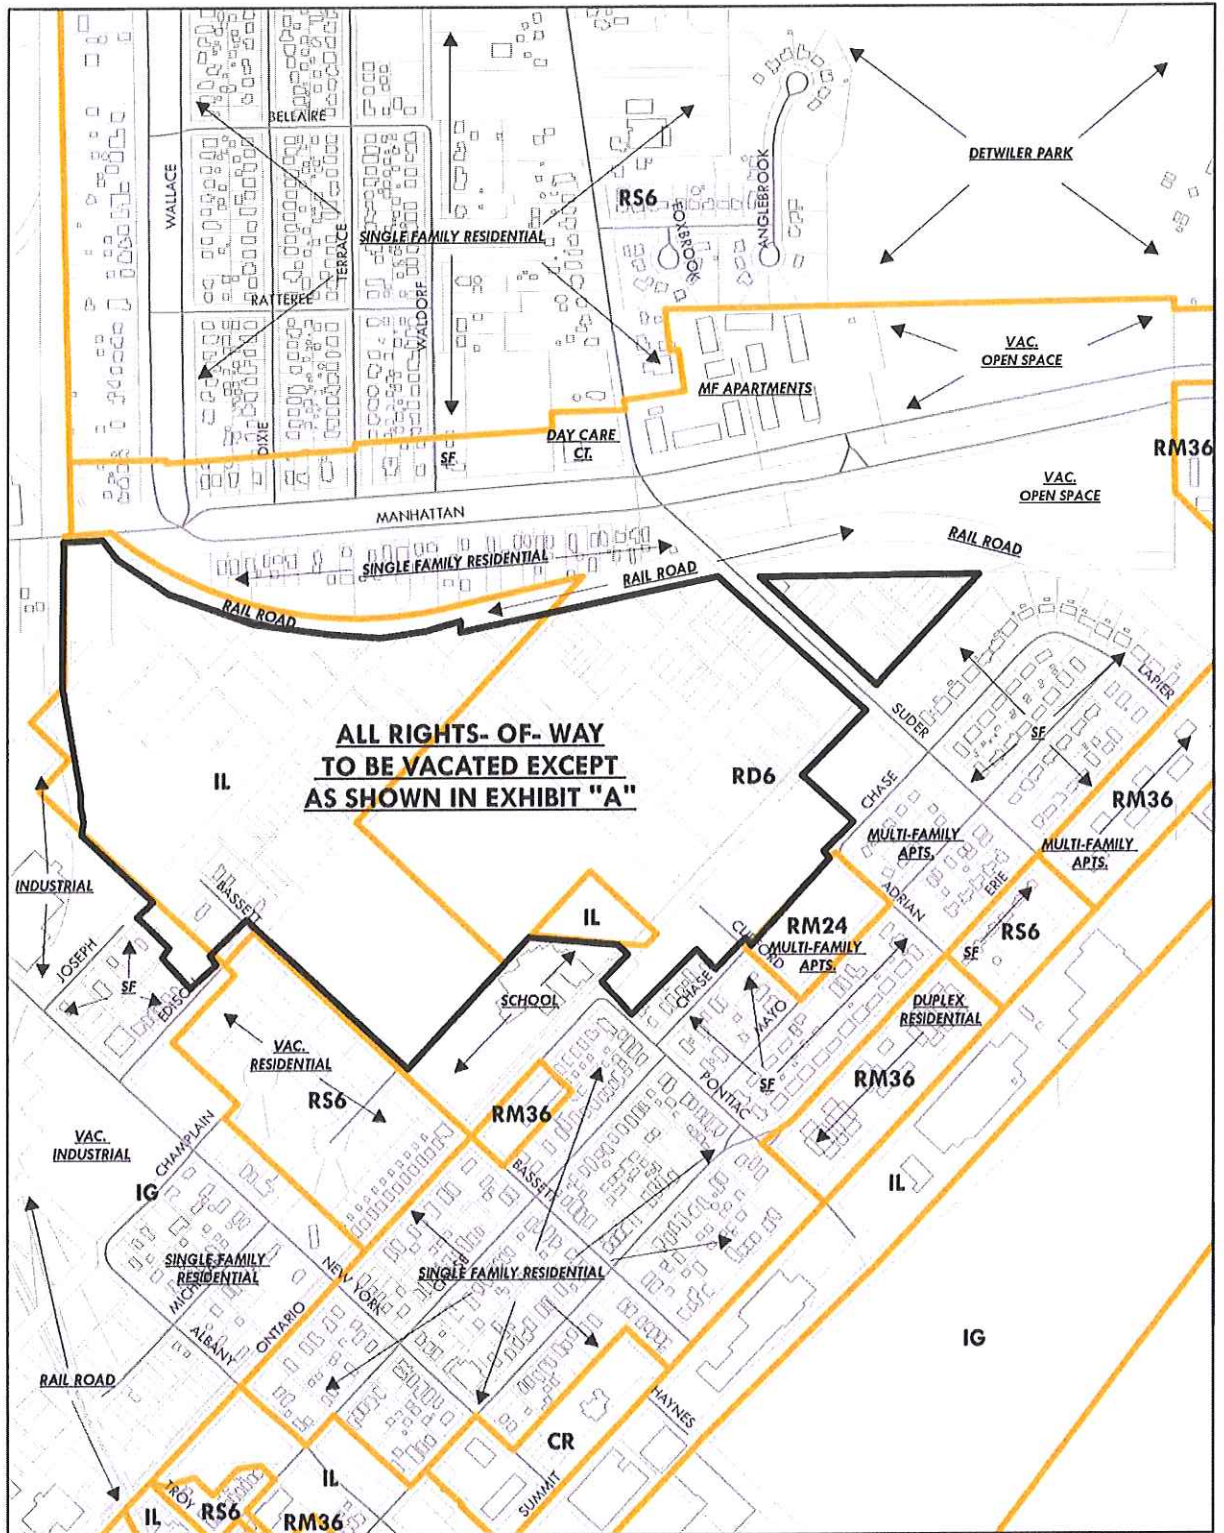 BELLAIRE
WALLACE
DETWILER PARK
ANGLEBROOK
RS6
FOXBROOK
TERRACE
SINGLE FAMILY RESIDENTIAL
RATTEREE
WALDORF
VAC.
OPEN SPACE
MF APARTMENTS
DIXIE
DAY CARE
CT.
SF
RM36
VAC.
OPEN SPACE
MANHATTAN
RAIL ROAD
SINGLE FAMILY RESIDENTIAL
RAIL ROAD
RAIL ROAD
LAPIER
SUDER
SF
ALL RIGHTS- OF- WAY
TO BE VACATED EXCEPT
AS SHOWN IN EXHIBIT "A"
IL
RD6
CHASE
RM36
MULTI-FAMILY
APTS.
MULTI-FAMILY
APTS.
INDUSTRIAL
BASSETT
ERIE
ADRIAN
IL
RM24
MULTI-FAMILY
APTS.
CLIFFORD
RS6
SF
JOSEPH
SF
EDISON
SCHOOL
CHASE
MAYO
DUPLEX
RESIDENTIAL
VAC.
RESIDENTIAL
RS6
RM36
PONTIAC
SF
RM36
VAC.
INDUSTRIAL
CHAMPLAIN
IG
BASSETT
IL
SINGLE FAMILY
RESIDENTIAL
MICHIGAN
NEW YORK
CHASE
SINGLE FAMILY RESIDENTIAL
ONTARIO
ALBANY
IG
RAIL ROAD
HAYNES
CR
SUMMIT
IL
TROY
IL
RS6
RM36